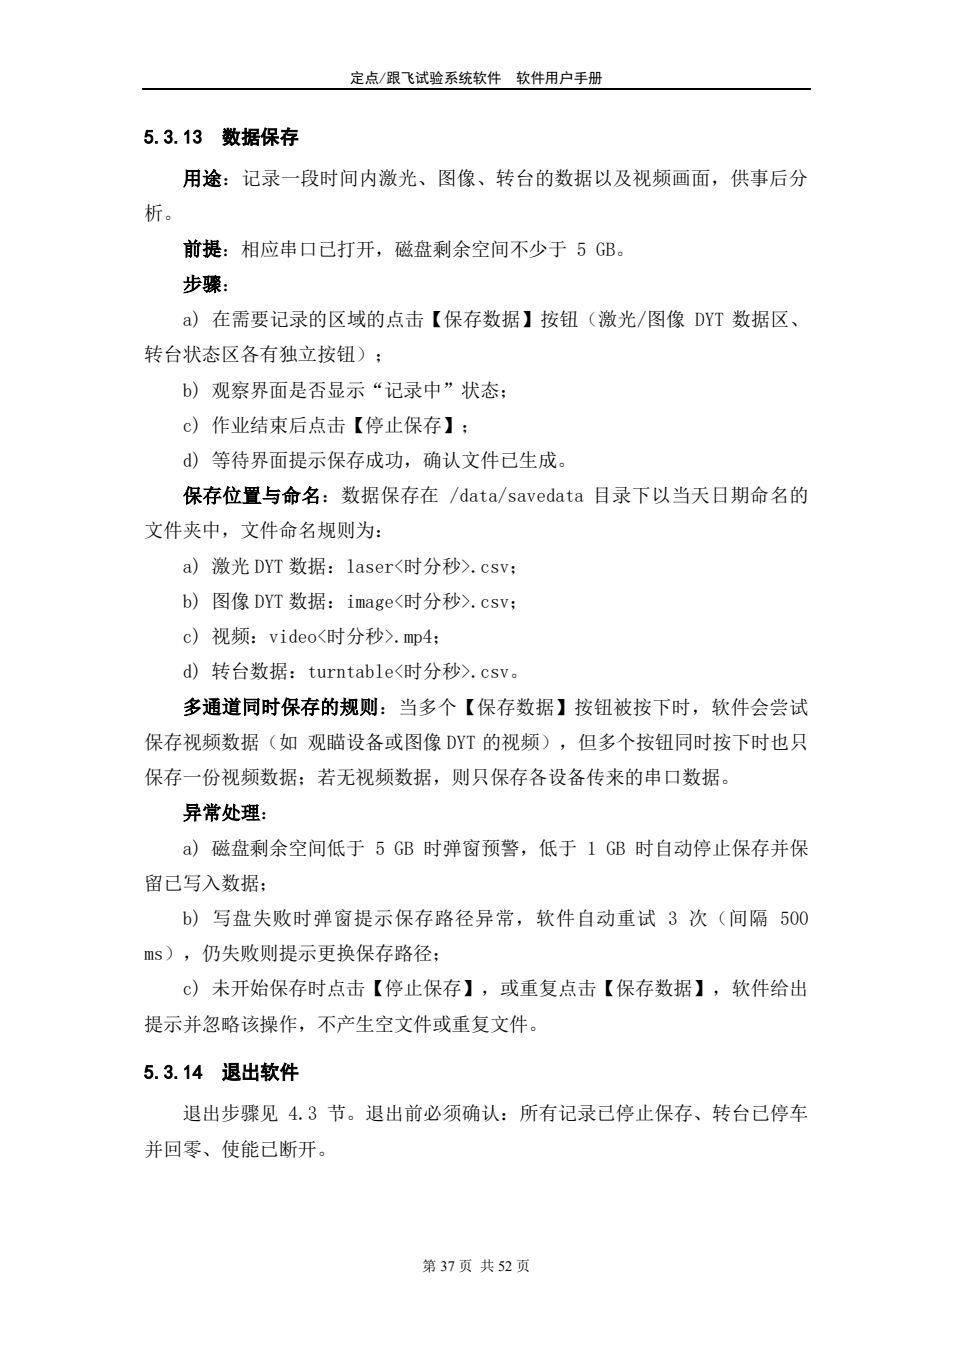 定点/跟飞试验系统软件 软件用户手册
5.3.13 数据保存
用途：记录一段时间内激光、图像、转台的数据以及视频画面，供事后分
析。
前提：相应串口已打开，磁盘剩余空间不少于 5 GB。
步骤：
a) 在需要记录的区域的点击【保存数据】按钮（激光/图像 DYT 数据区、
转台状态区各有独立按钮）；
b) 观察界面是否显示“记录中”状态；
c) 作业结束后点击【停止保存】；
d) 等待界面提示保存成功，确认文件已生成。
保存位置与命名：数据保存在 /data/savedata 目录下以当天日期命名的
文件夹中，文件命名规则为：
a) 激光 DYT 数据：laser<时分秒>.csv；
b) 图像 DYT 数据：image<时分秒>.csv；
c) 视频：video<时分秒>.mp4；
d) 转台数据：turntable<时分秒>.csv。
多通道同时保存的规则：当多个【保存数据】按钮被按下时，软件会尝试
保存视频数据（如 观瞄设备或图像 DYT 的视频），但多个按钮同时按下时也只
保存一份视频数据；若无视频数据，则只保存各设备传来的串口数据。
异常处理：
a) 磁盘剩余空间低于 5 GB 时弹窗预警，低于 1 GB 时自动停止保存并保
留已写入数据；
b) 写盘失败时弹窗提示保存路径异常，软件自动重试 3 次（间隔 500
ms），仍失败则提示更换保存路径；
c) 未开始保存时点击【停止保存】，或重复点击【保存数据】，软件给出
提示并忽略该操作，不产生空文件或重复文件。
5.3.14 退出软件
退出步骤见 4.3 节。退出前必须确认：所有记录已停止保存、转台已停车
并回零、使能已断开。
第 37 页 共 52 页